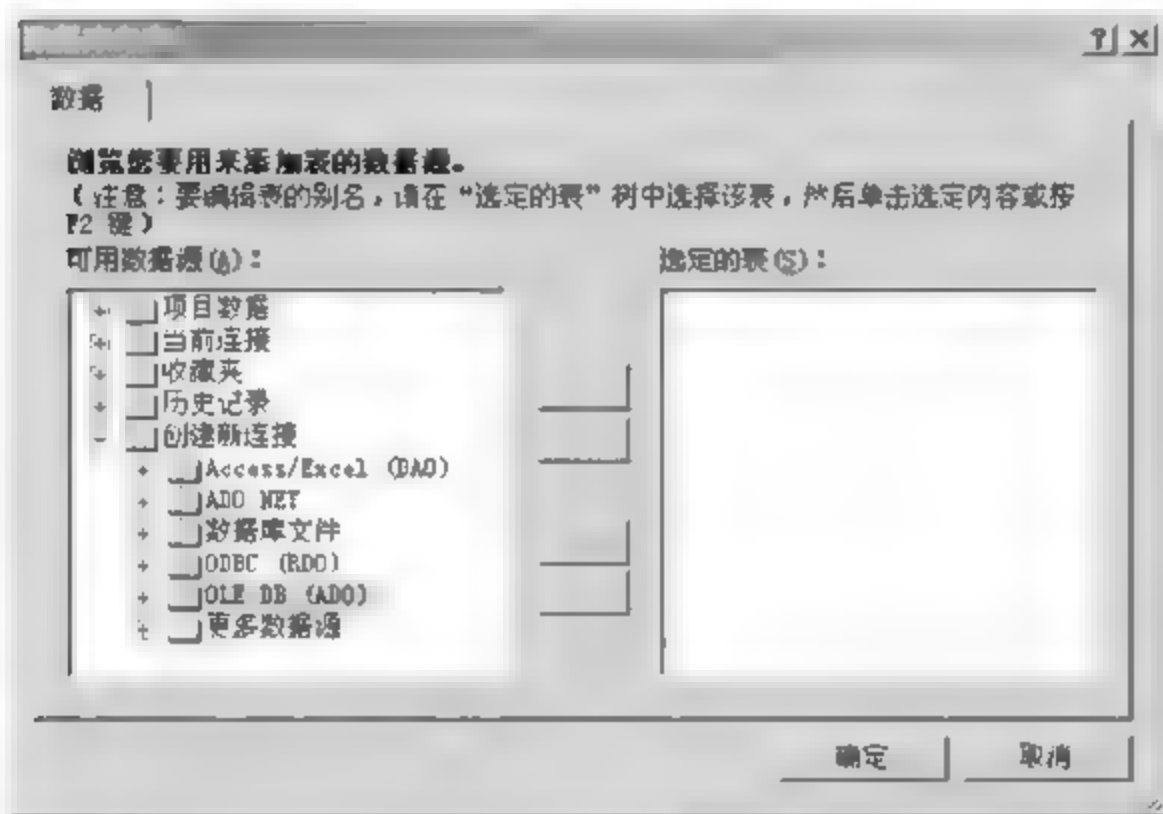 数据
浏览您要用来添加表的数据源。
（注意：要编辑表的别名，请在“选定的表”树中选择该表，然后单击选定内容或按
F2 键）
可用数据源(A)：
选定的表(S)：
项目数据
当前连接
收藏夹
历史记录
创建新连接
Access/Excel (DAO)
ADO NET
数据库文件
ODBC (RDO)
OLE DB (ADO)
更多数据源
确定
取消